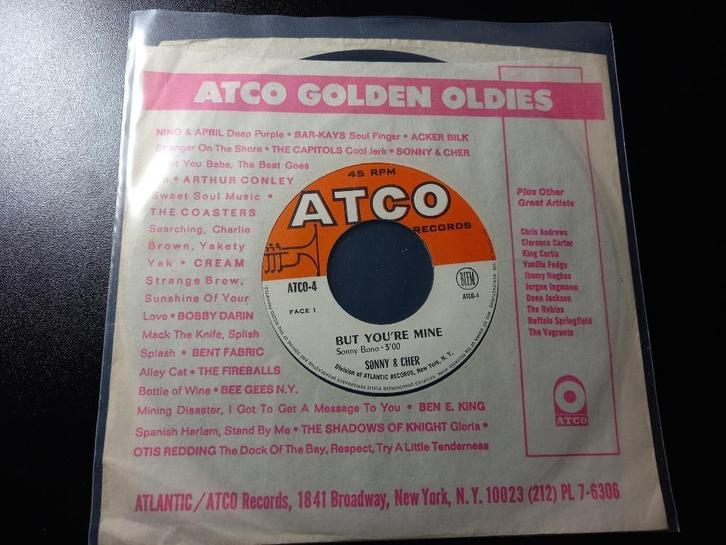 ATCO GOLDEN OLDIES
NINO & APRIL Deep Purple • BAR-KAYS Soul Finger • ACKER BILK
Stranger On The Shore • THE CAPITOLS Cool Jerk • SONNY & CHER
Got You Babe, The Beat Goes
On • ARTHUR CONLEY
Sweet Soul Music •
THE COASTERS
Searching, Charlie
Brown, Yakety
Yak • CREAM
Strange Brew,
Sunshine Of Your
Love • BOBBY DARIN
Mack The Knife, Splish
Splash • BENT FABRIC
Alley Cat • THE FIREBALLS
Bottle of Wine • BEE GEES N.Y.
Mining Disaster, I Got To Get A Message To You • BEN E. KING
Spanish Harlem, Stand By Me • THE SHADOWS OF KNIGHT Gloria •
OTIS REDDING The Dock Of The Bay, Respect, Try A Little Tenderness
45 RPM
ATCO
RECORDS
ATCO-4
FACE 1
BIEM
ATCO-4
BUT YOU'RE MINE
Sonny Bono - 3'00
SONNY & CHER
Division of ATLANTIC RECORDS, New York, N. Y.
Plus Other
Great Artists
Chris Andrews
Clarence Carter
King Curtis
Vanilla Fudge
Jimmy Hughes
Jorgen Ingmann
Deon Jackson
The Robins
Buffalo Springfield
The Vagrants
ATCO
ATLANTIC/ATCO Records, 1841 Broadway, New York, N.Y. 10023 (212) PL 7-6306